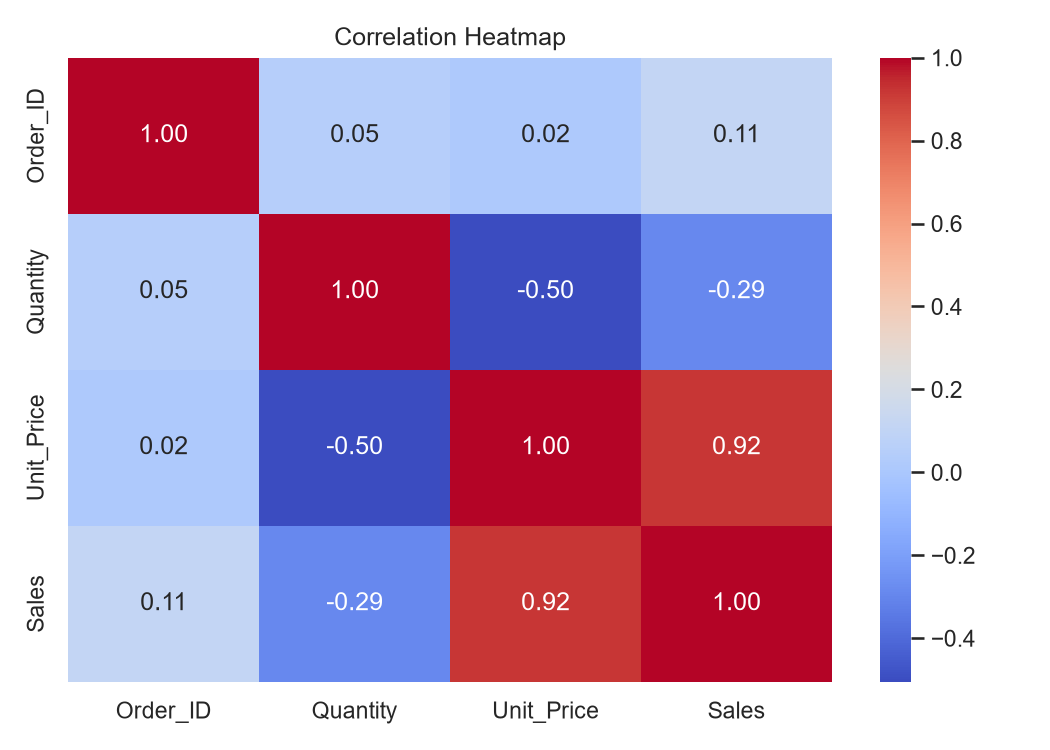 Correlation Heatmap
Order_ID 1.00 0.05 0.02 0.11
Quantity 0.05 1.00 -0.50 -0.29
Unit_Price 0.02 -0.50 1.00 0.92
Sales 0.11 -0.29 0.92 1.00
Order_ID Quantity Unit_Price Sales
1.0
0.8
0.6
0.4
0.2
0.0
−0.2
−0.4